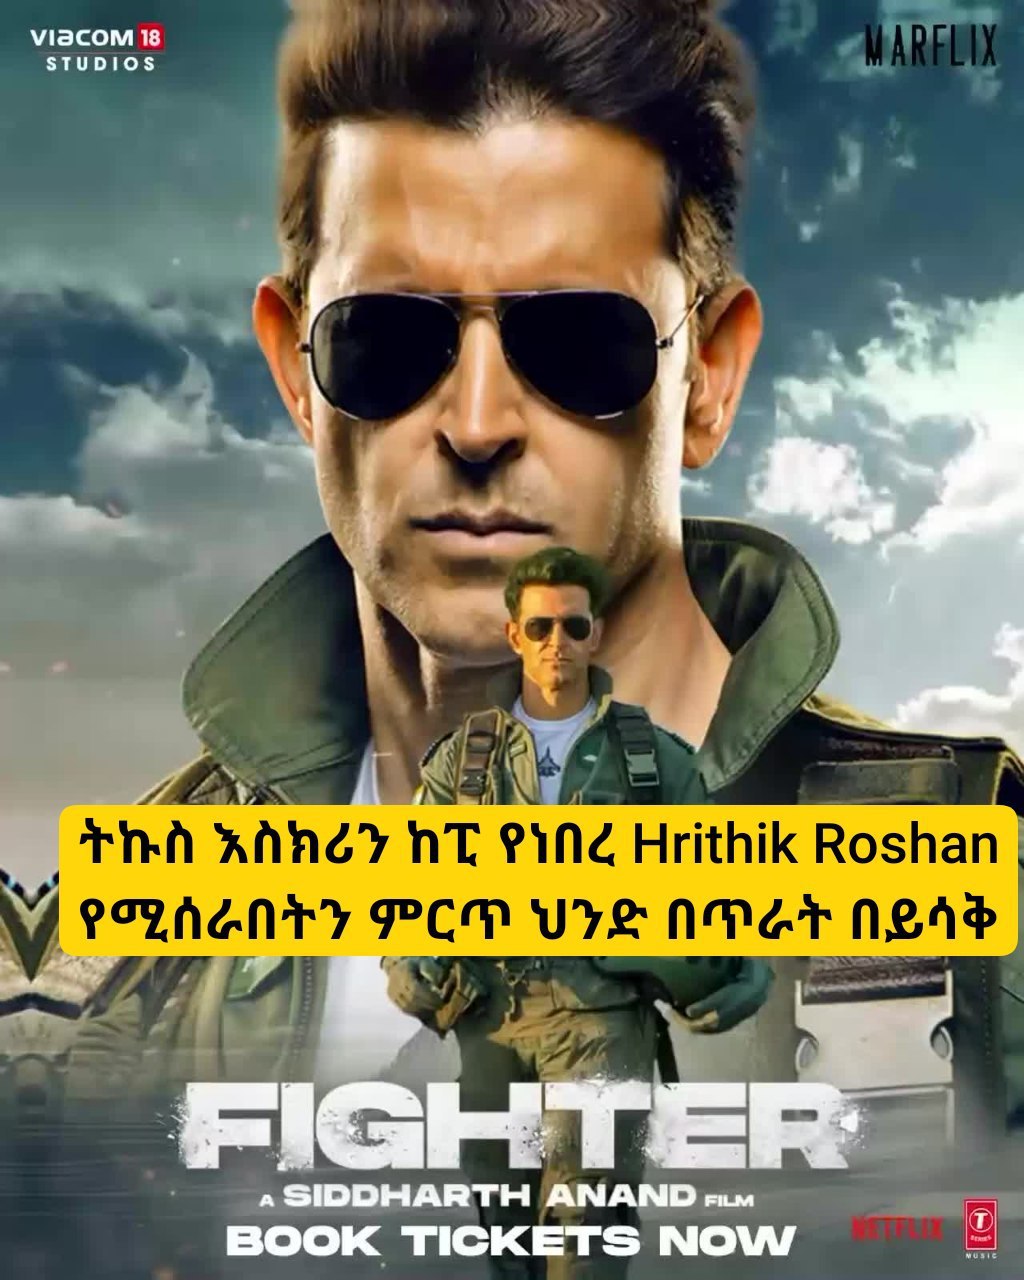 VIACOM 18
STUDIOS
MARFLIX
ትኩስ እስክሪን ከፒ የነበረ Hrithik Roshan
የሚሰራበትን ምርጥ ህንድ በጥራት በይሳቅ
FIGHTER
A SIDDHARTH ANAND FILM
BOOK TICKETS NOW
NETFLIX
T
SERIES
MUSIC